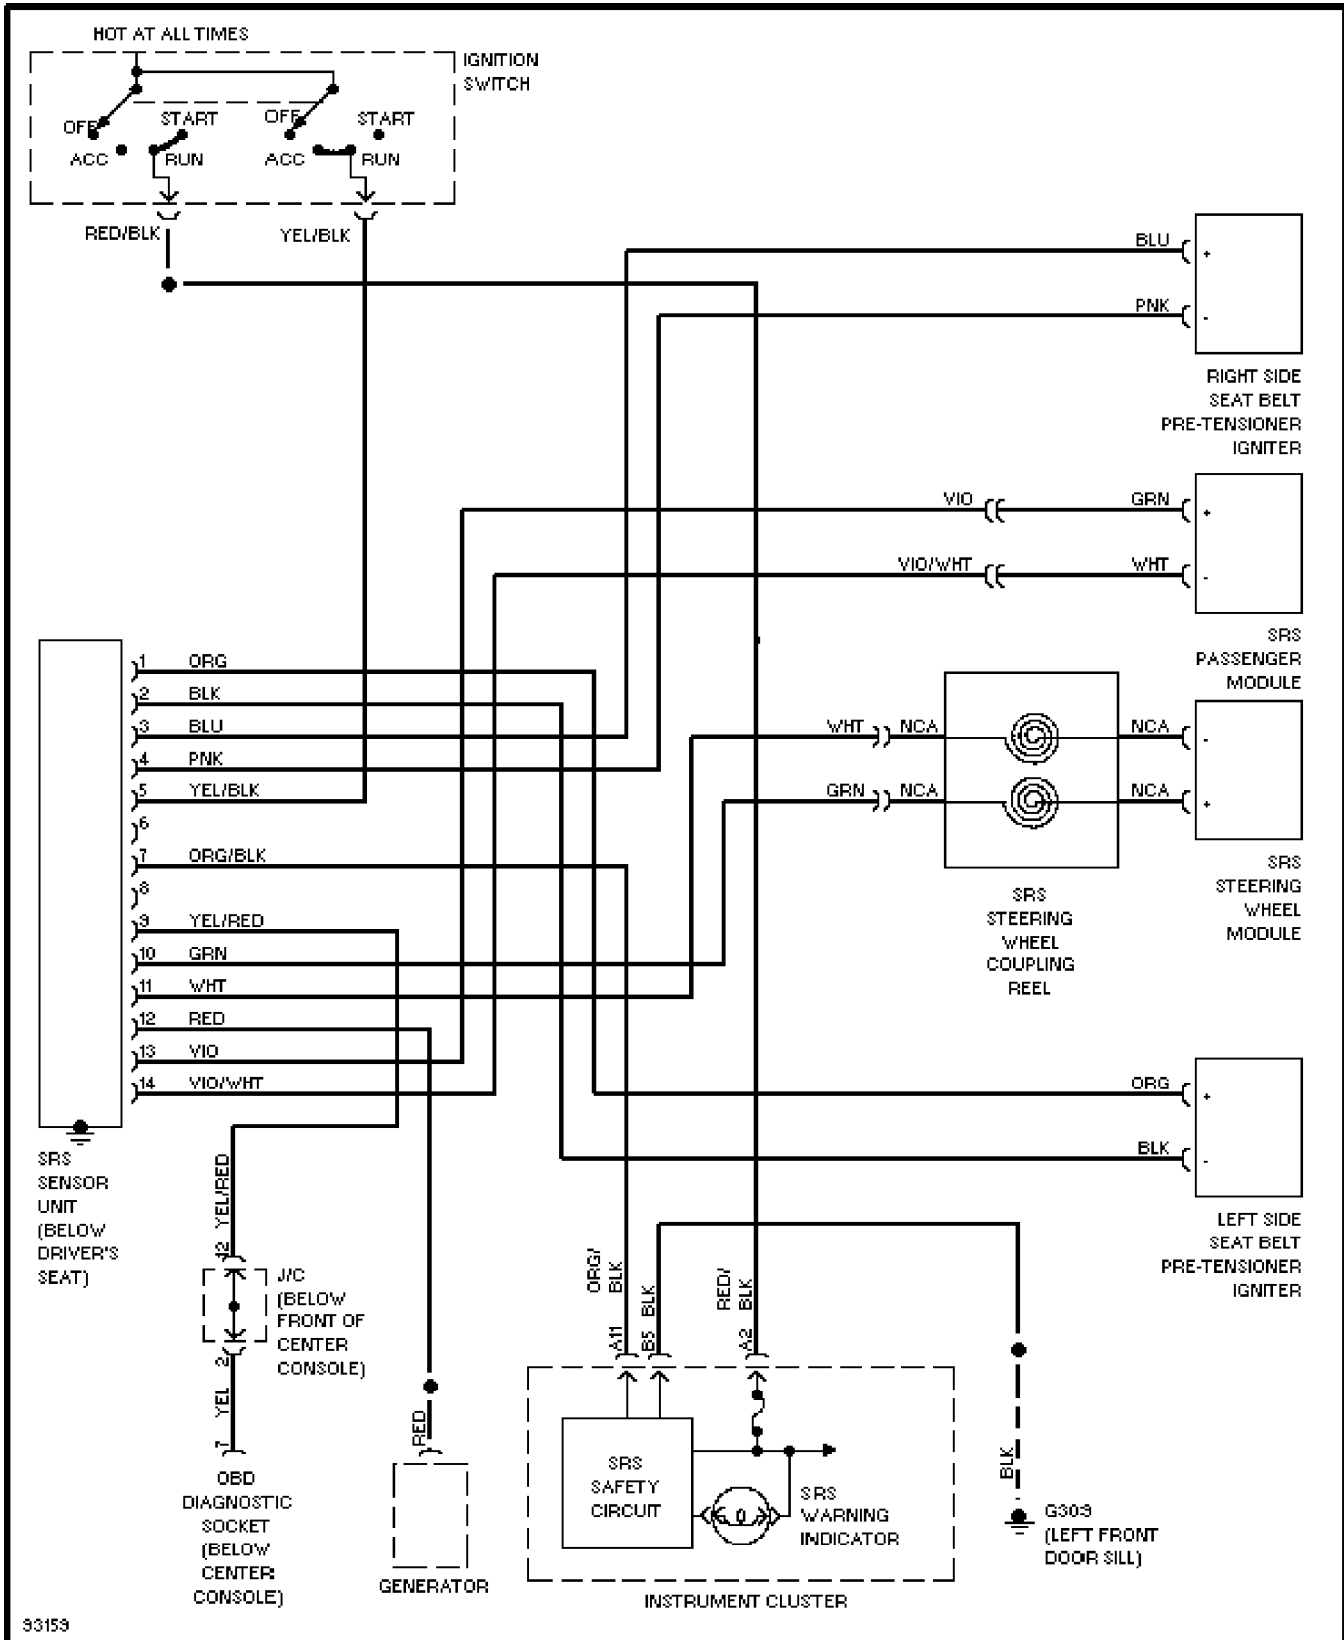 HOT AT ALL TIMES
IGNITION
SWITCH
OFF
START
OFF
START
ACC
RUN
ACC
RUN
RED/BLK
YEL/BLK
BLU
+
PNK
-
RIGHT SIDE
SEAT BELT
PRE-TENSIONER
IGNITER
VIO
GRN
+
VIO/WHT
WHT
-
SRS
PASSENGER
MODULE
1 ORG
2 BLK
3 BLU
4 PNK
5 YEL/BLK
6
7 ORG/BLK
8
9 YEL/RED
10 GRN
11 WHT
12 RED
13 VIO
14 VIO/WHT
WHT
NCA
NCA
-
GRN
NCA
NCA
+
SRS
STEERING
WHEEL
COUPLING
REEL
SRS
STEERING
WHEEL
MODULE
ORG
+
BLK
-
LEFT SIDE
SEAT BELT
PRE-TENSIONER
IGNITER
SRS
SENSOR
UNIT
(BELOW
DRIVER'S
SEAT)
12 YEL/RED
J/C
(BELOW
FRONT OF
CENTER
CONSOLE)
2
YEL
7
OBD
DIAGNOSTIC
SOCKET
(BELOW
CENTER
CONSOLE)
RED
GENERATOR
ORG/
BLK
A11
B5 BLK
RED/
BLK
A2
SRS
SAFETY
CIRCUIT
SRS
WARNING
INDICATOR
INSTRUMENT CLUSTER
BLK
G309
(LEFT FRONT
DOOR SILL)
93159